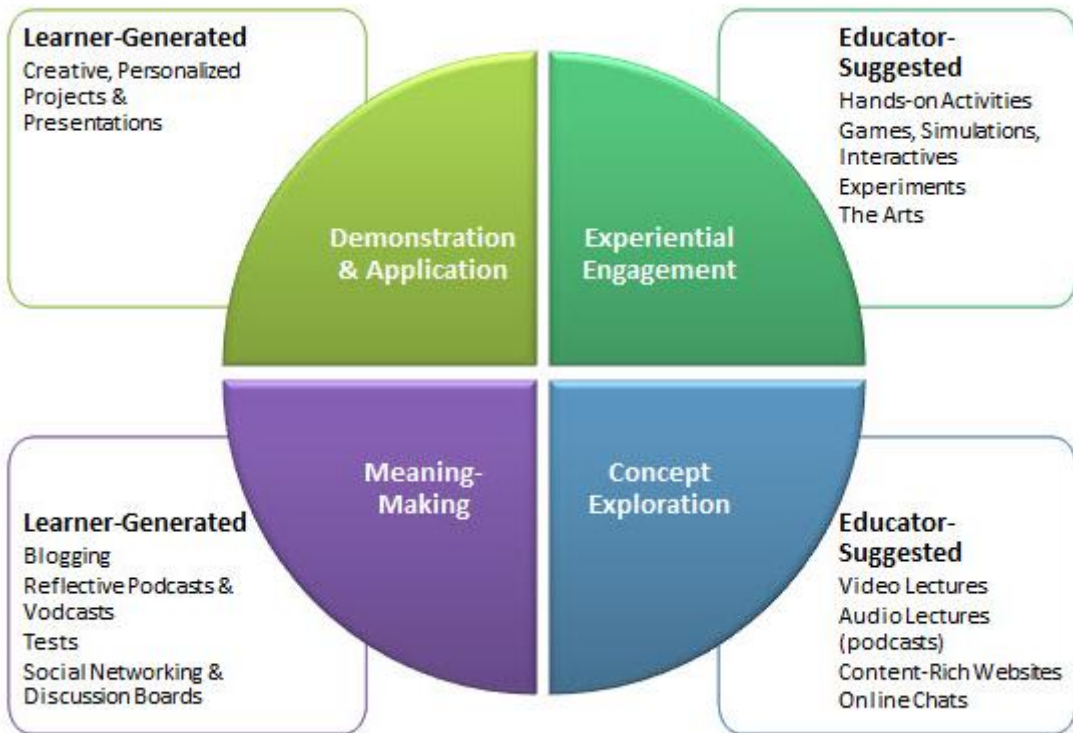 Learner-Generated
Creative, Personalized
Projects &
Presentations
Educator-
Suggested
Hands-on Activities
Games, Simulations,
Interactives
Experiments
The Arts
Demonstration
& Application
Experiential
Engagement
Meaning-
Making
Concept
Exploration
Learner-Generated
Blogging
Reflective Podcasts &
Vodcasts
Tests
Social Networking &
Discussion Boards
Educator-
Suggested
Video Lectures
Audio Lectures
(podcasts)
Content-Rich Websites
Online Chats